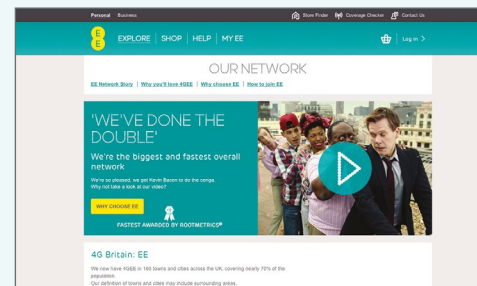 Personal Business Store Finder Coverage Checker Contact Us
EE EXPLORE SHOP HELP MY EE Log in
OUR NETWORK
EE Network Story Why you'll love 4GEE Why choose EE How to join EE
'WE'VE DONE THE
DOUBLE'
We're the biggest and fastest overall
network
We're so pleased, we get Kevin Bacon to do the conga.
Why not take a look at our video?
WHY CHOOSE EE
FASTEST AWARDED BY ROOTMETRICS®
4G Britain: EE
We now have 4GEE in 160 towns and cities across the UK, covering nearly 70% of the
population.
Our definition of towns and cities may include surrounding areas.